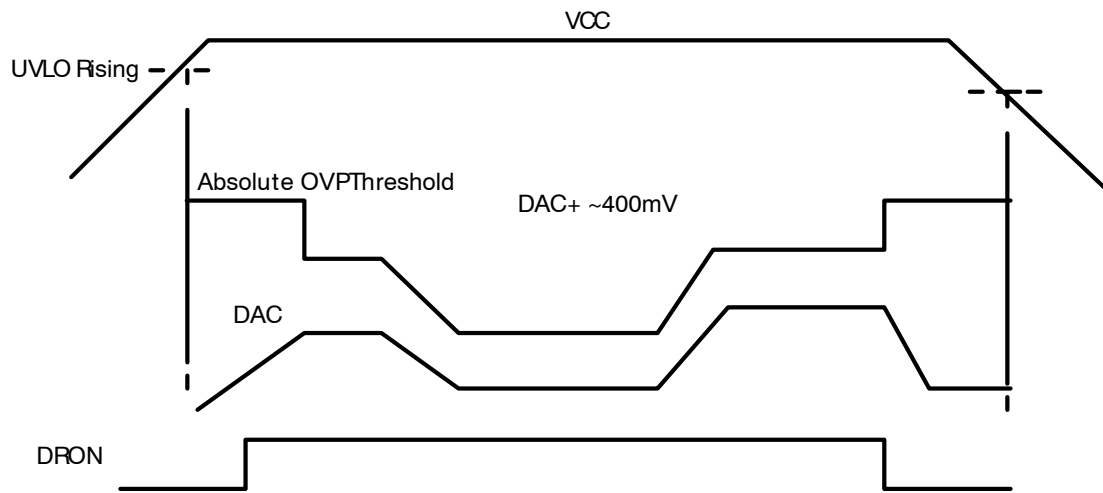 VCC
UVLO Rising
Absolute OVPThreshold
DAC+ ~400mV
DAC
DRON